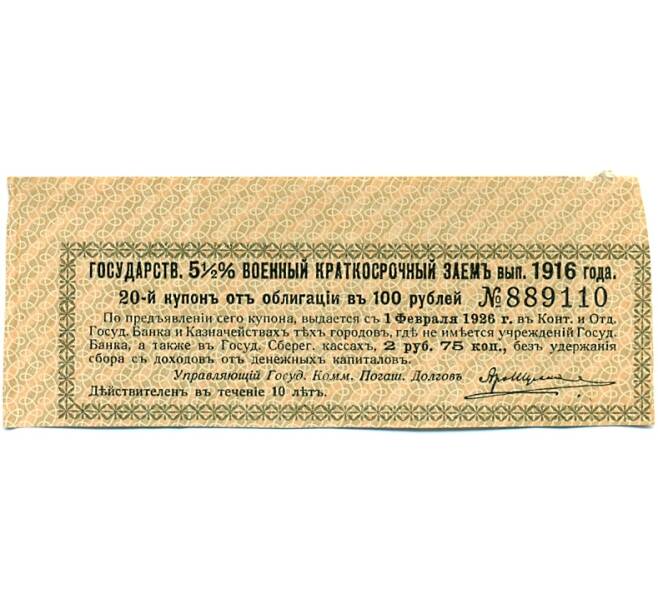 ГОСУДАРСТВ. 5½% ВОЕННЫЙ КРАТКОСРОЧНЫЙ ЗАЕМЪ вып. 1916 года.
20-й купонъ отъ облигаціи въ 100 рублей №889110
По предъявленіи сего купона, выдается съ 1 Февраля 1926 г. въ Конт. и Отд.
Госуд. Банка и Казначействахъ тѣхъ городовъ, гдѣ не имѣется учрежденій Госуд.
Банка, а также въ Госуд. Сберег. кассахъ, 2 руб. 75 коп., безъ удержанія
сбора съ доходовъ отъ денежныхъ капиталовъ.
Управляющій Госуд. Комм. Погаш. Долговъ
Дѣйствителенъ въ теченіе 10 лѣтъ.